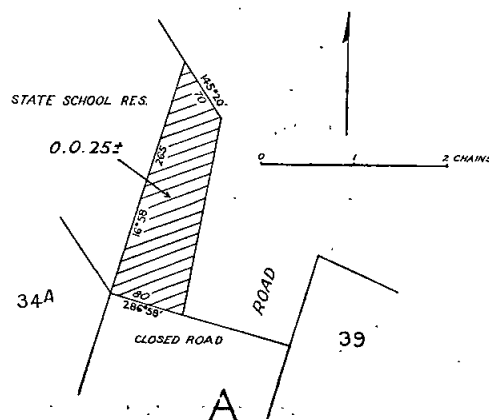 145°20'
70
STATE SCHOOL RES.
0.0.25±
265
0 1 2 CHAINS
16°58'
80
286°58'
34A
ROAD
CLOSED ROAD
39
A